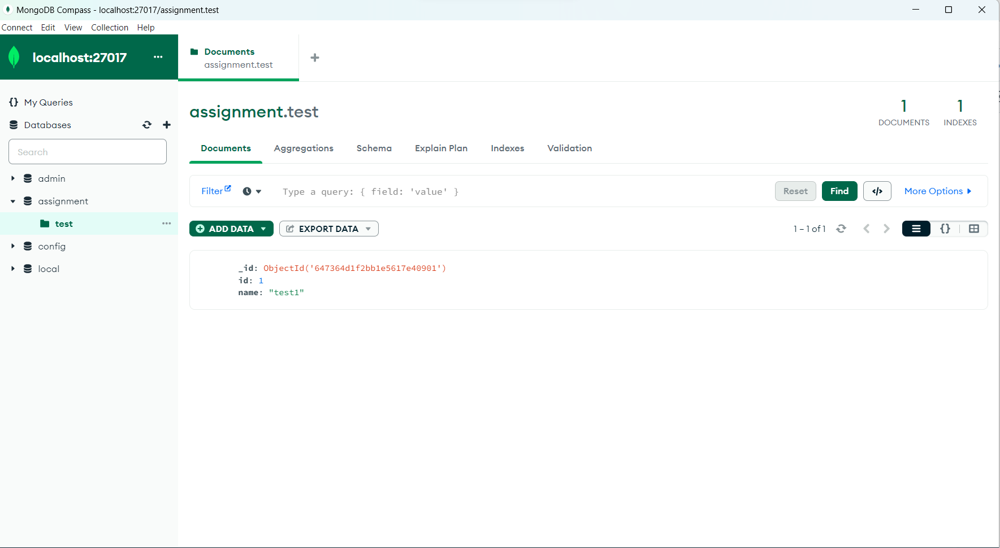 MongoDB Compass - localhost:27017/assignment.test
Connect Edit View Collection Help
localhost:27017 •••
Documents
assignment.test
My Queries
Databases
Search
admin
assignment
test
config
local
assignment.test
1 DOCUMENTS
1 INDEXES
Documents Aggregations Schema Explain Plan Indexes Validation
Filter Type a query: { field: 'value' } Reset Find </> More Options
ADD DATA EXPORT DATA 1 – 1 of 1 {}
_id: ObjectId('647364d1f2bb1e5617e40901')
id: 1
name: "test1"